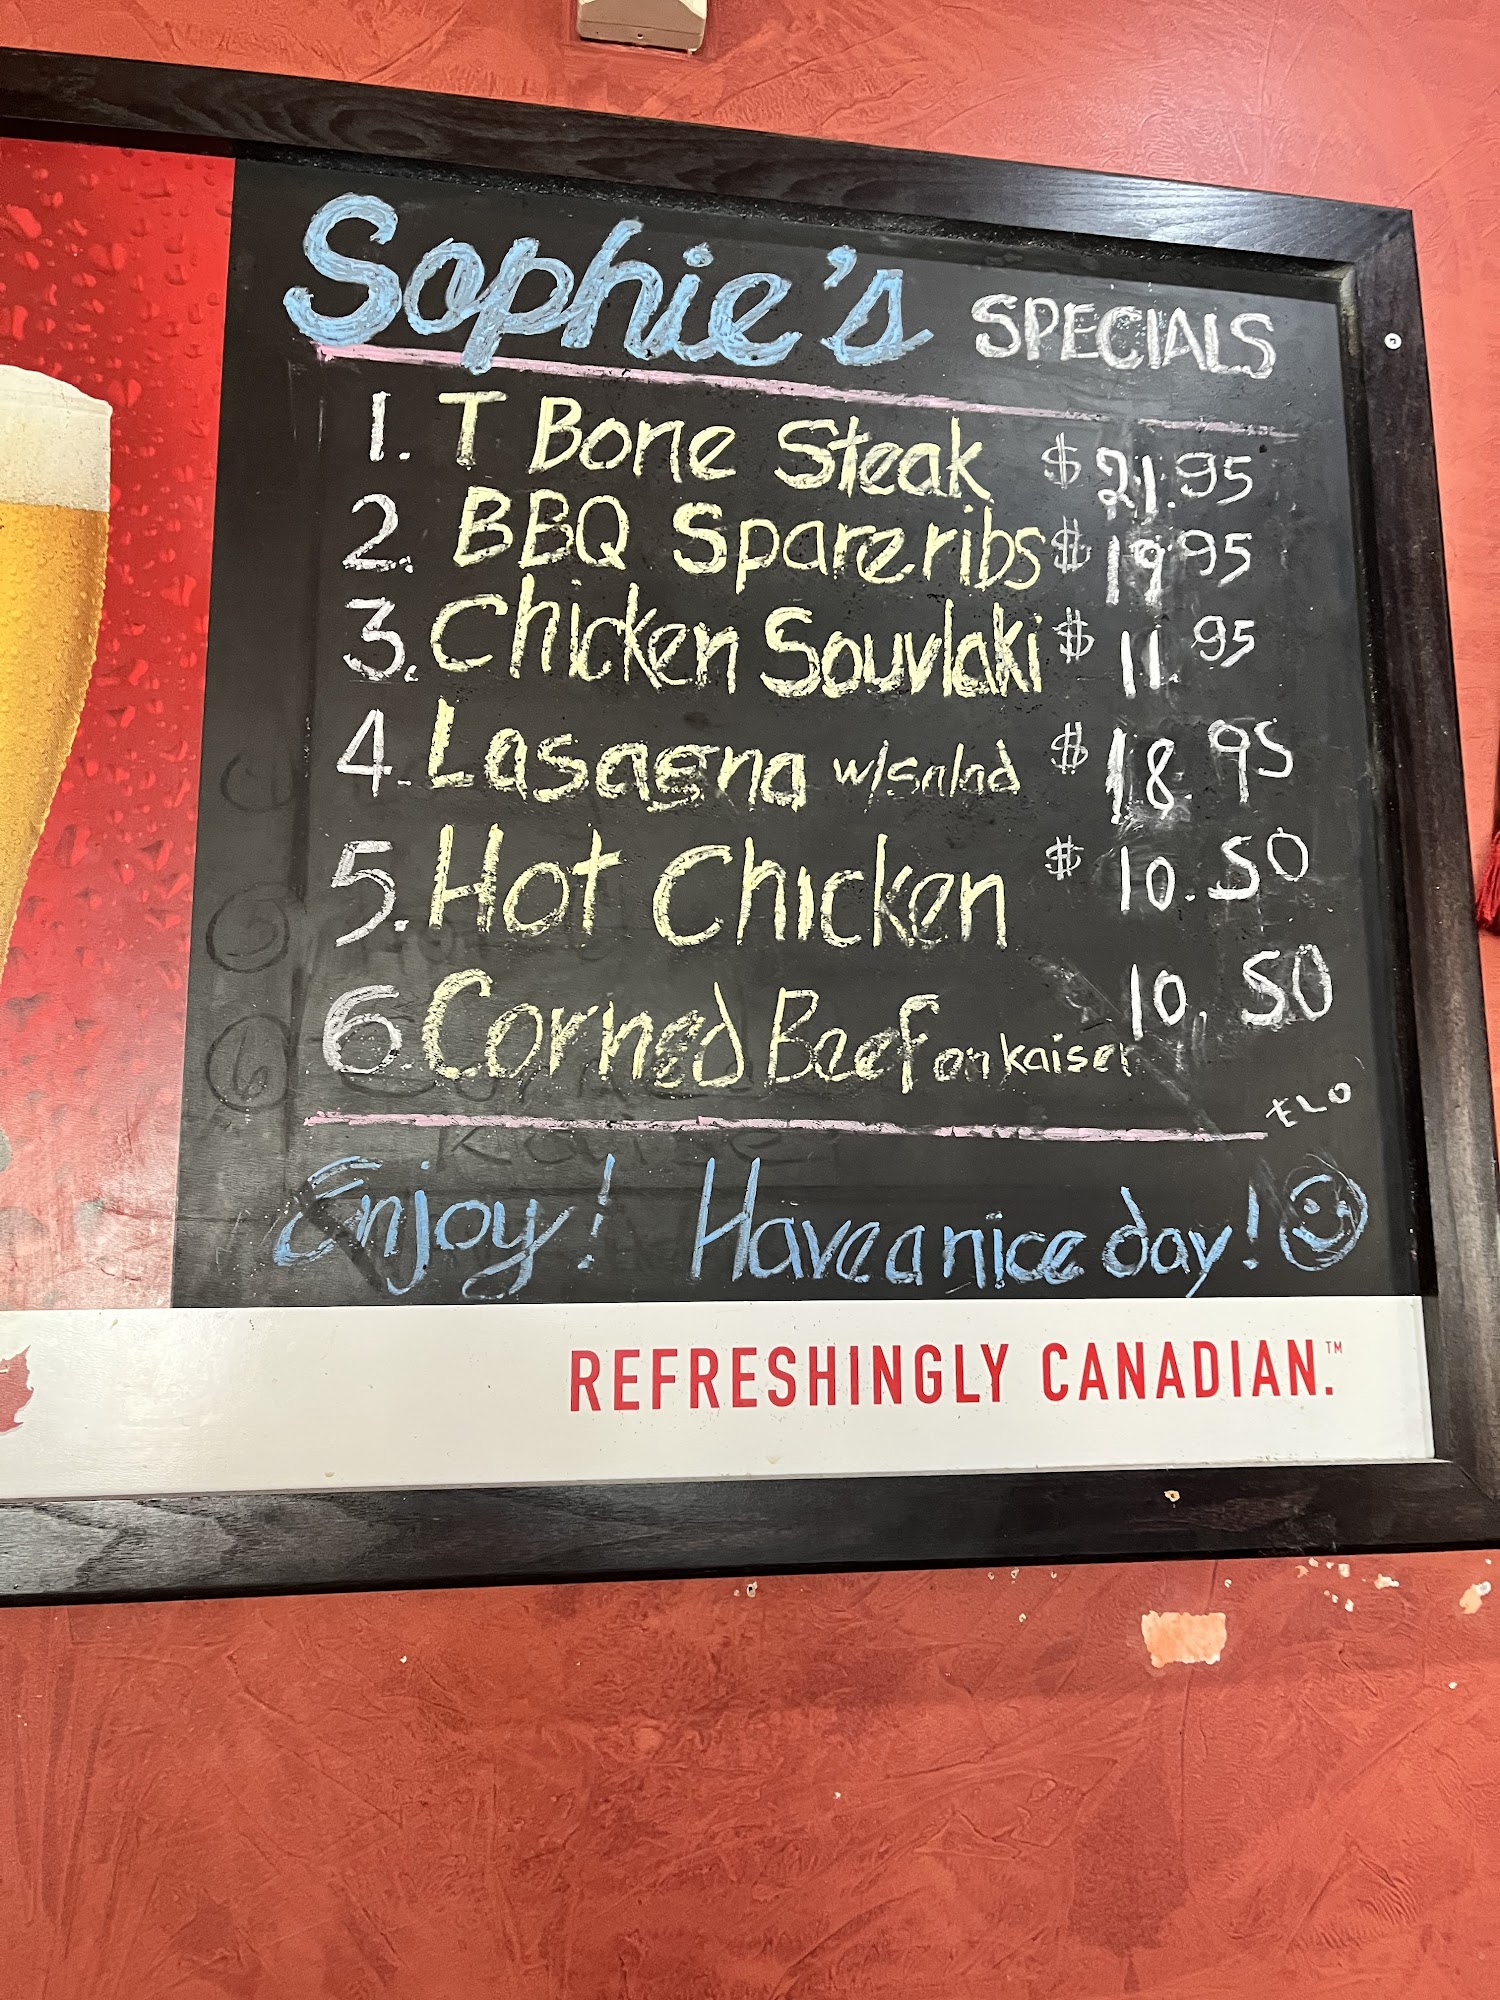 Sophie's SPECIALS
1. T Bone Steak $21.95
2. BBQ Spareribs $19.95
3. Chicken Souvlaki $11.95
4. Lasagna w/salad $18.95
5. Hot Chicken $10.50
6. Corned Beef on kaiser 10.50
ELO
Enjoy! Have a nice day!
REFRESHINGLY CANADIAN.™